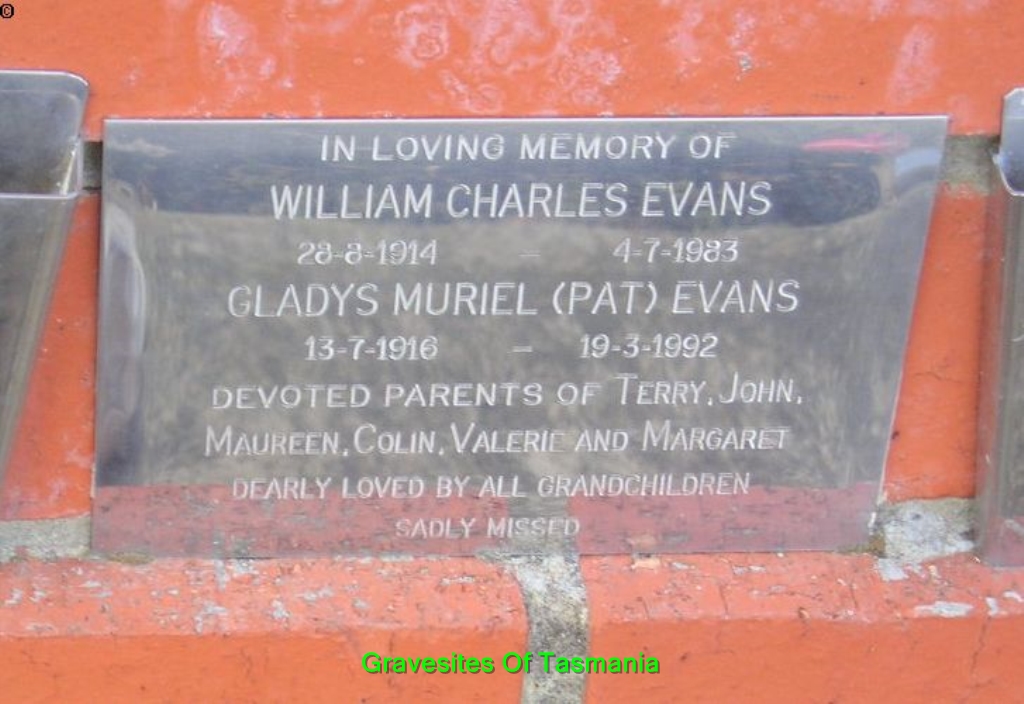 ©
IN LOVING MEMORY OF
WILLIAM CHARLES EVANS
28-8-1914 – 4-7-1983
GLADYS MURIEL (PAT) EVANS
13-7-1916 – 19-3-1992
DEVOTED PARENTS OF TERRY, JOHN,
MAUREEN, COLIN, VALERIE AND MARGARET
DEARLY LOVED BY ALL GRANDCHILDREN
SADLY MISSED
Gravesites Of Tasmania